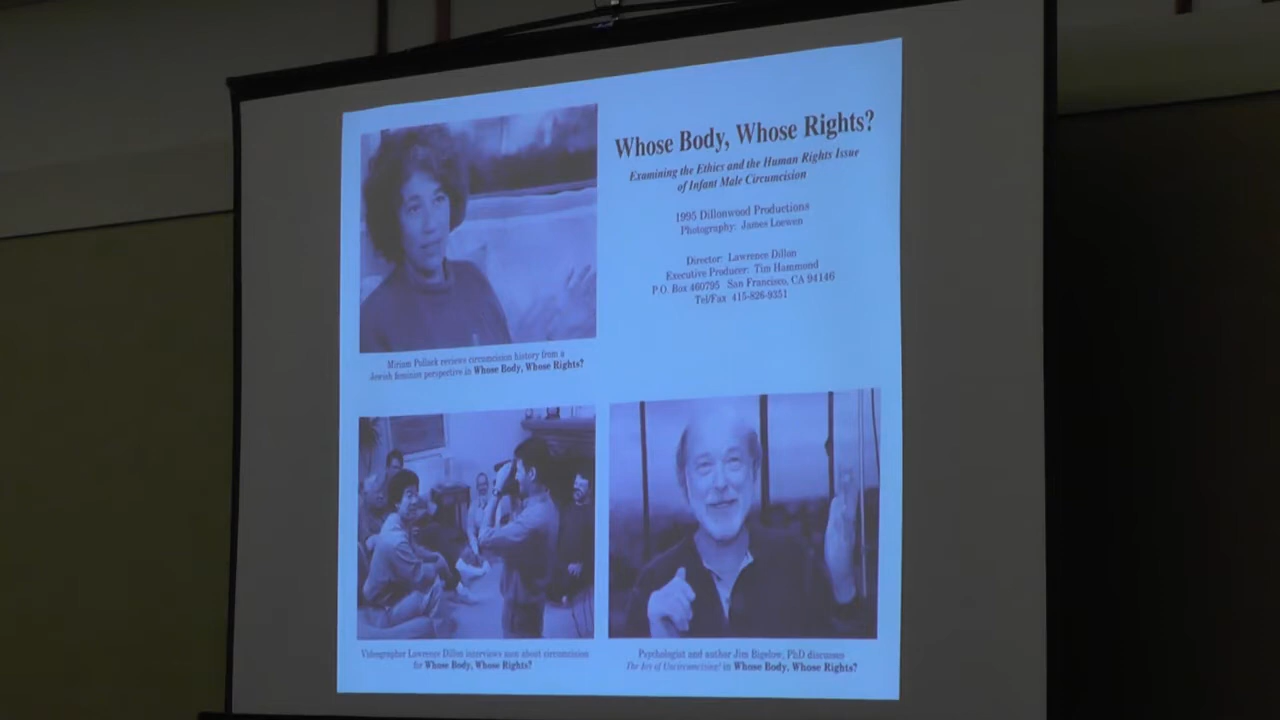 Whose Body, Whose Rights?
Examining the Ethics and the Human Rights Issue
of Infant Male Circumcision
1995 Dillonwood Productions
Photography: James Loewen
Director: Lawrence Dillon
Executive Producer: Tim Hammond
P.O. Box 460795 San Francisco, CA 94146
Tel/Fax 415-826-9351
Miriam Pollack reviews circumcision history from a
Jewish feminist perspective in Whose Body, Whose Rights?
Videographer Lawrence Dillon interviews men about circumcision
for Whose Body, Whose Rights?
Psychologist and author Jim Bigelow, PhD discusses
The Joy of Uncircumcising! in Whose Body, Whose Rights?